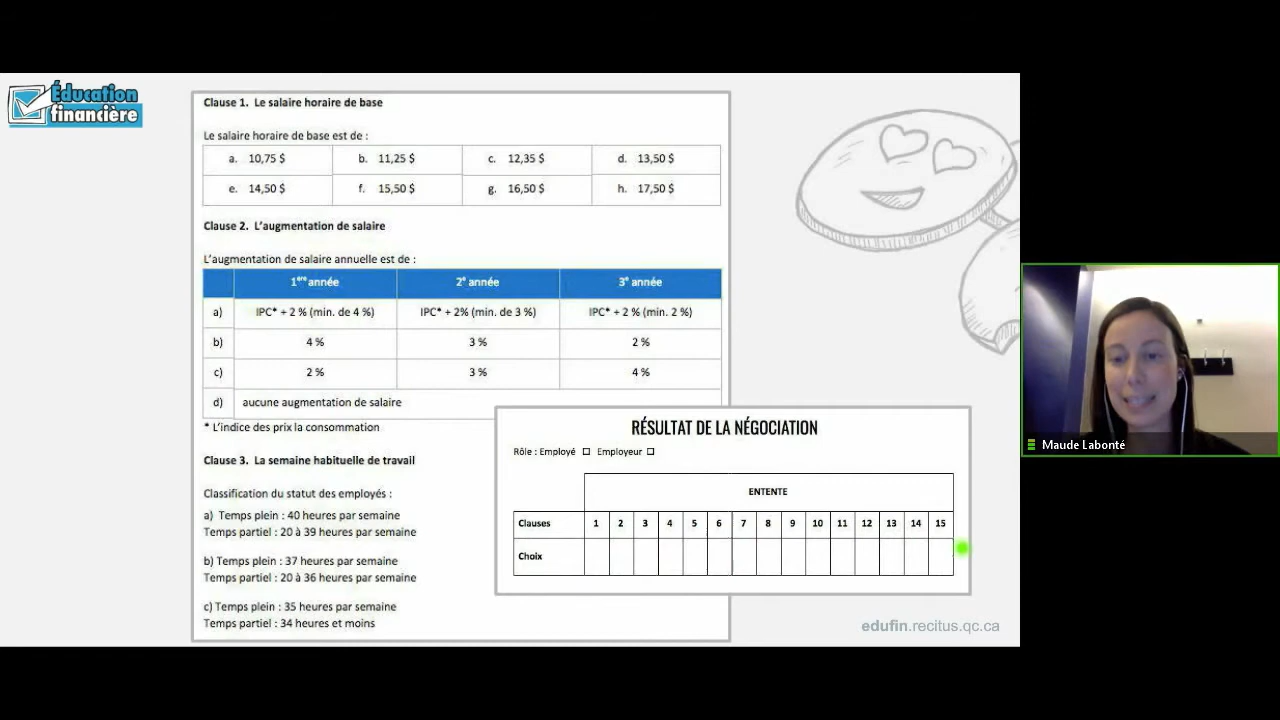 Éducation
financière
Clause 1. Le salaire horaire de base
Le salaire horaire de base est de :
a. 10,75 $ b. 11,25 $ c. 12,35 $ d. 13,50 $
e. 14,50 $ f. 15,50 $ g. 16,50 $ h. 17,50 $
Clause 2. L'augmentation de salaire
L'augmentation de salaire annuelle est de :
1ère année 2e année 3e année
a) IPC* + 2 % (min. de 4 %) IPC* + 2% (min. de 3 %) IPC* + 2 % (min. 2 %)
b) 4 % 3 % 2 %
c) 2 % 3 % 4 %
d) aucune augmentation de salaire
* L'indice des prix la consommation
Clause 3. La semaine habituelle de travail
Classification du statut des employés :
a) Temps plein : 40 heures par semaine
Temps partiel : 20 à 39 heures par semaine
b) Temps plein : 37 heures par semaine
Temps partiel : 20 à 36 heures par semaine
c) Temps plein : 35 heures par semaine
Temps partiel : 34 heures et moins
RÉSULTAT DE LA NÉGOCIATION
Rôle : Employé ☐ Employeur ☐
ENTENTE
Clauses 1 2 3 4 5 6 7 8 9 10 11 12 13 14 15
Choix
edufin.recitus.qc.ca
Maude Labonté